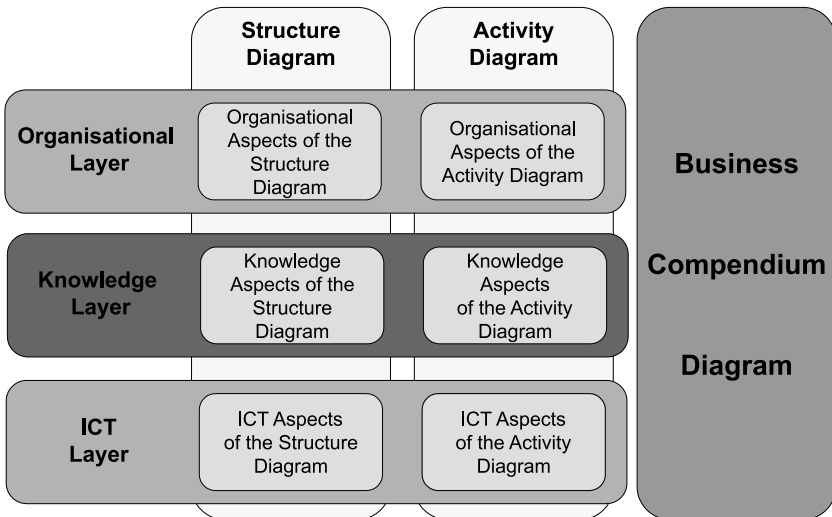 Structure
Diagram
Activity
Diagram
Organisational
Layer
Organisational
Aspects of the
Structure
Diagram
Organisational
Aspects of the
Activity Diagram
Knowledge
Layer
Knowledge
Aspects of the
Structure
Diagram
Knowledge
Aspects
of the Activity
Diagram
ICT
Layer
ICT Aspects
of the Structure
Diagram
ICT Aspects
of the Activity
Diagram
Business
Compendium
Diagram